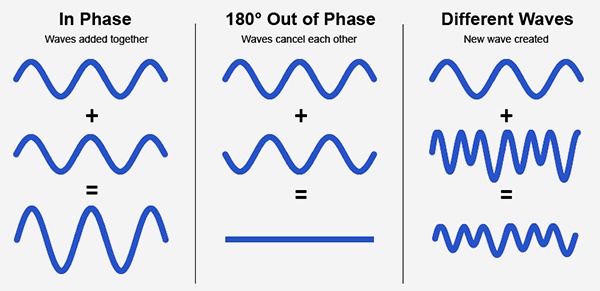 In Phase
Waves added together
+
=
180° Out of Phase
Waves cancel each other
+
=
Different Waves
New wave created
+
=